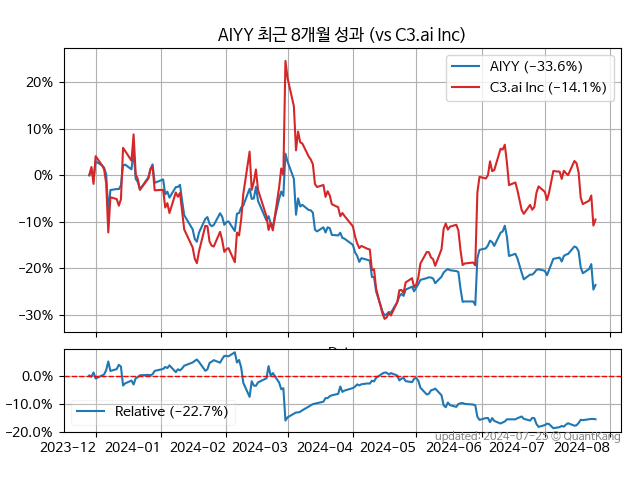 AIYY 최근 8개월 성과 (vs C3.ai Inc)
AIYY (−33.6%)
C3.ai Inc (−14.1%)
20%
10%
0%
−10%
−20%
−30%
0.0%
−10.0%
−20.0%
Relative (−22.7%)
updated: 2024-07-25 © QuantKang
2023−12 2024−01 2024−02 2024−03 2024−04 2024−05 2024−06 2024−07 2024−08